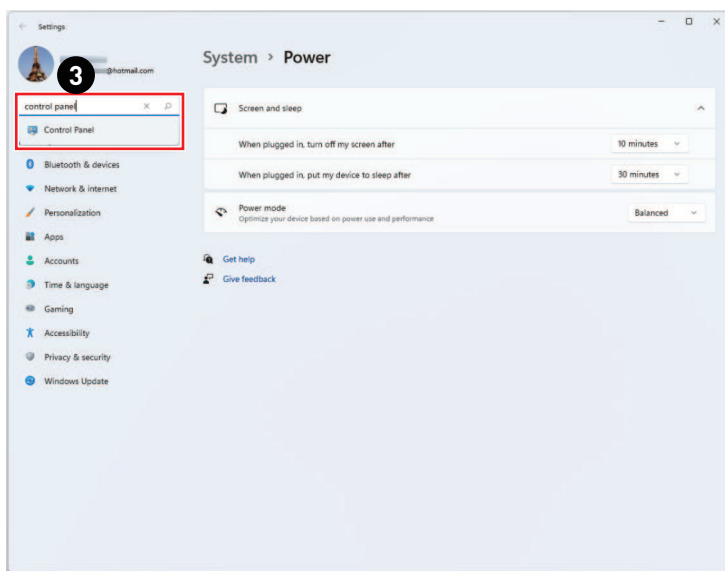 Settings
System > Power
3
@hotmail.com
control panel
Control Panel
Bluetooth & devices
Network & internet
Personalization
Apps
Accounts
Time & language
Gaming
Accessibility
Privacy & security
Windows Update
Screen and sleep
When plugged in, turn off my screen after
10 minutes
When plugged in, put my device to sleep after
30 minutes
Power mode
Optimize your device based on power use and performance
Balanced
Get help
Give feedback